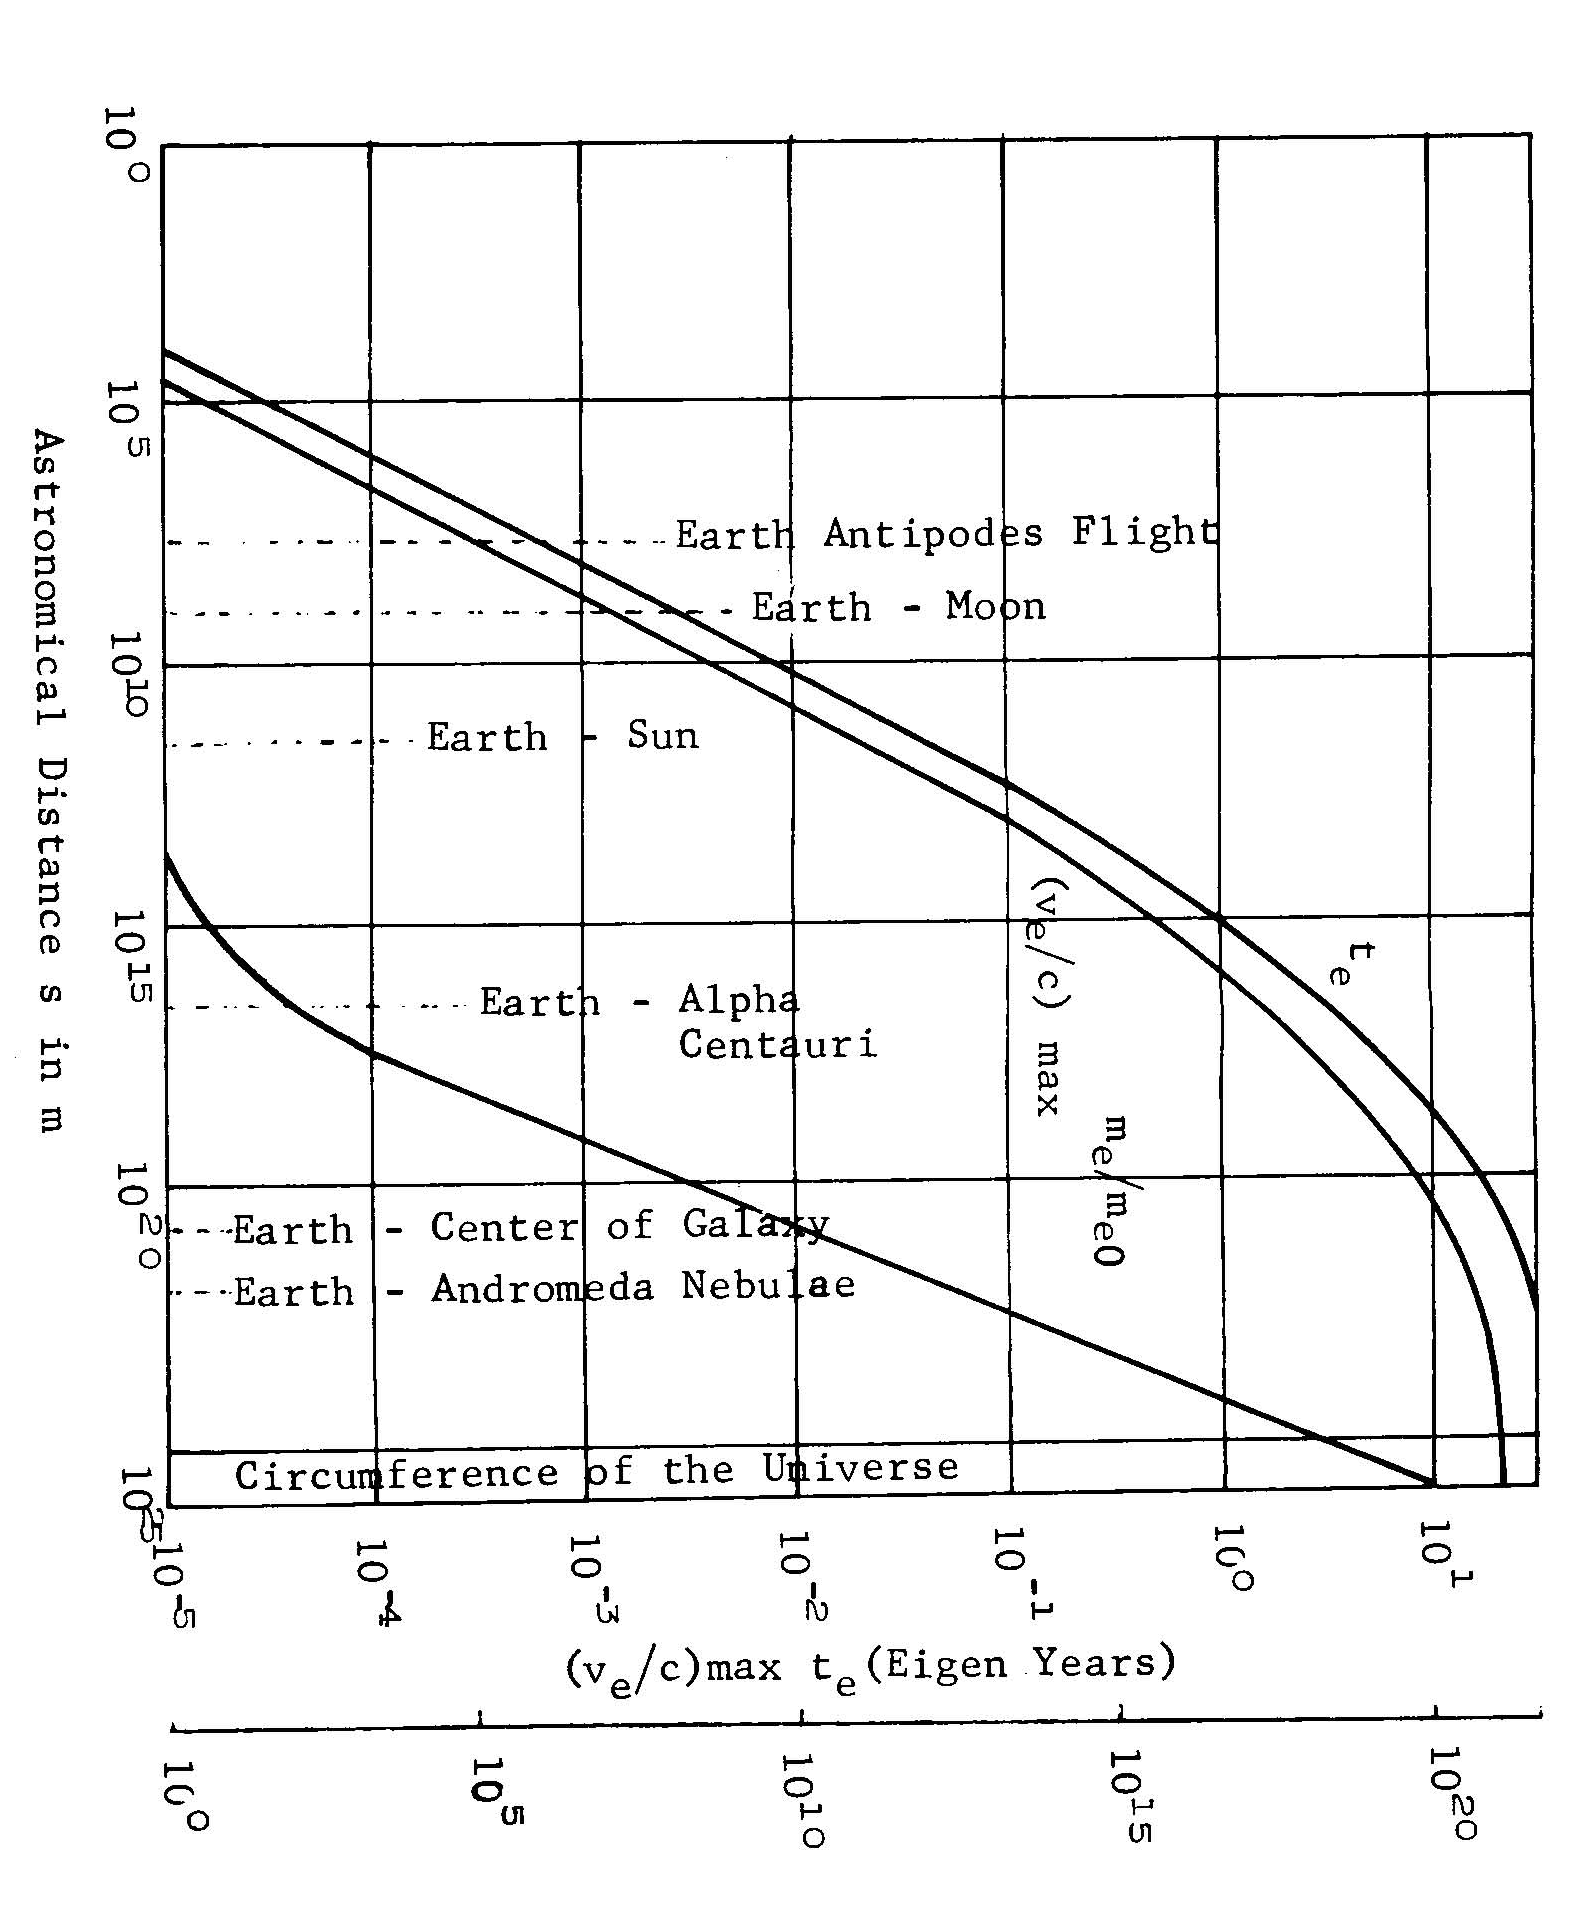 10⁰
10⁵
10¹⁰
10¹⁵
10²⁰
10²⁵
Astronomical Distance s in m
Earth Antipodes Flight
Earth - Moon
Earth - Sun
Earth - Alpha
Centauri
Earth - Center of Galaxy
Earth - Andromeda Nebulae
Circumference of the Universe
tₑ
(vₑ/c) max
mₑ/mₑ₀
10⁻⁵ 10⁻⁴ 10⁻³ 10⁻² 10⁻¹ 10⁰ 10¹
(vₑ/c)max tₑ(Eigen Years)
10⁰ 10⁵ 10¹⁰ 10¹⁵ 10²⁰